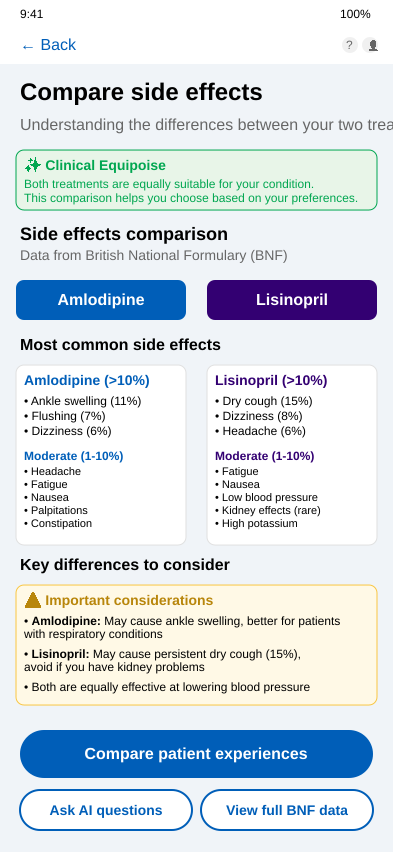 9:41
100%
← Back
?
Compare side effects
Understanding the differences between your two trea
✨ Clinical Equipoise
Both treatments are equally suitable for your condition.
This comparison helps you choose based on your preferences.
Side effects comparison
Data from British National Formulary (BNF)
Amlodipine
Lisinopril
Most common side effects
Amlodipine (>10%)
• Ankle swelling (11%)
• Flushing (7%)
• Dizziness (6%)
Moderate (1-10%)
• Headache
• Fatigue
• Nausea
• Palpitations
• Constipation
Lisinopril (>10%)
• Dry cough (15%)
• Dizziness (8%)
• Headache (6%)
Moderate (1-10%)
• Fatigue
• Nausea
• Low blood pressure
• Kidney effects (rare)
• High potassium
Key differences to consider
Important considerations
• Amlodipine: May cause ankle swelling, better for patients
with respiratory conditions
• Lisinopril: May cause persistent dry cough (15%),
avoid if you have kidney problems
• Both are equally effective at lowering blood pressure
Compare patient experiences
Ask AI questions
View full BNF data